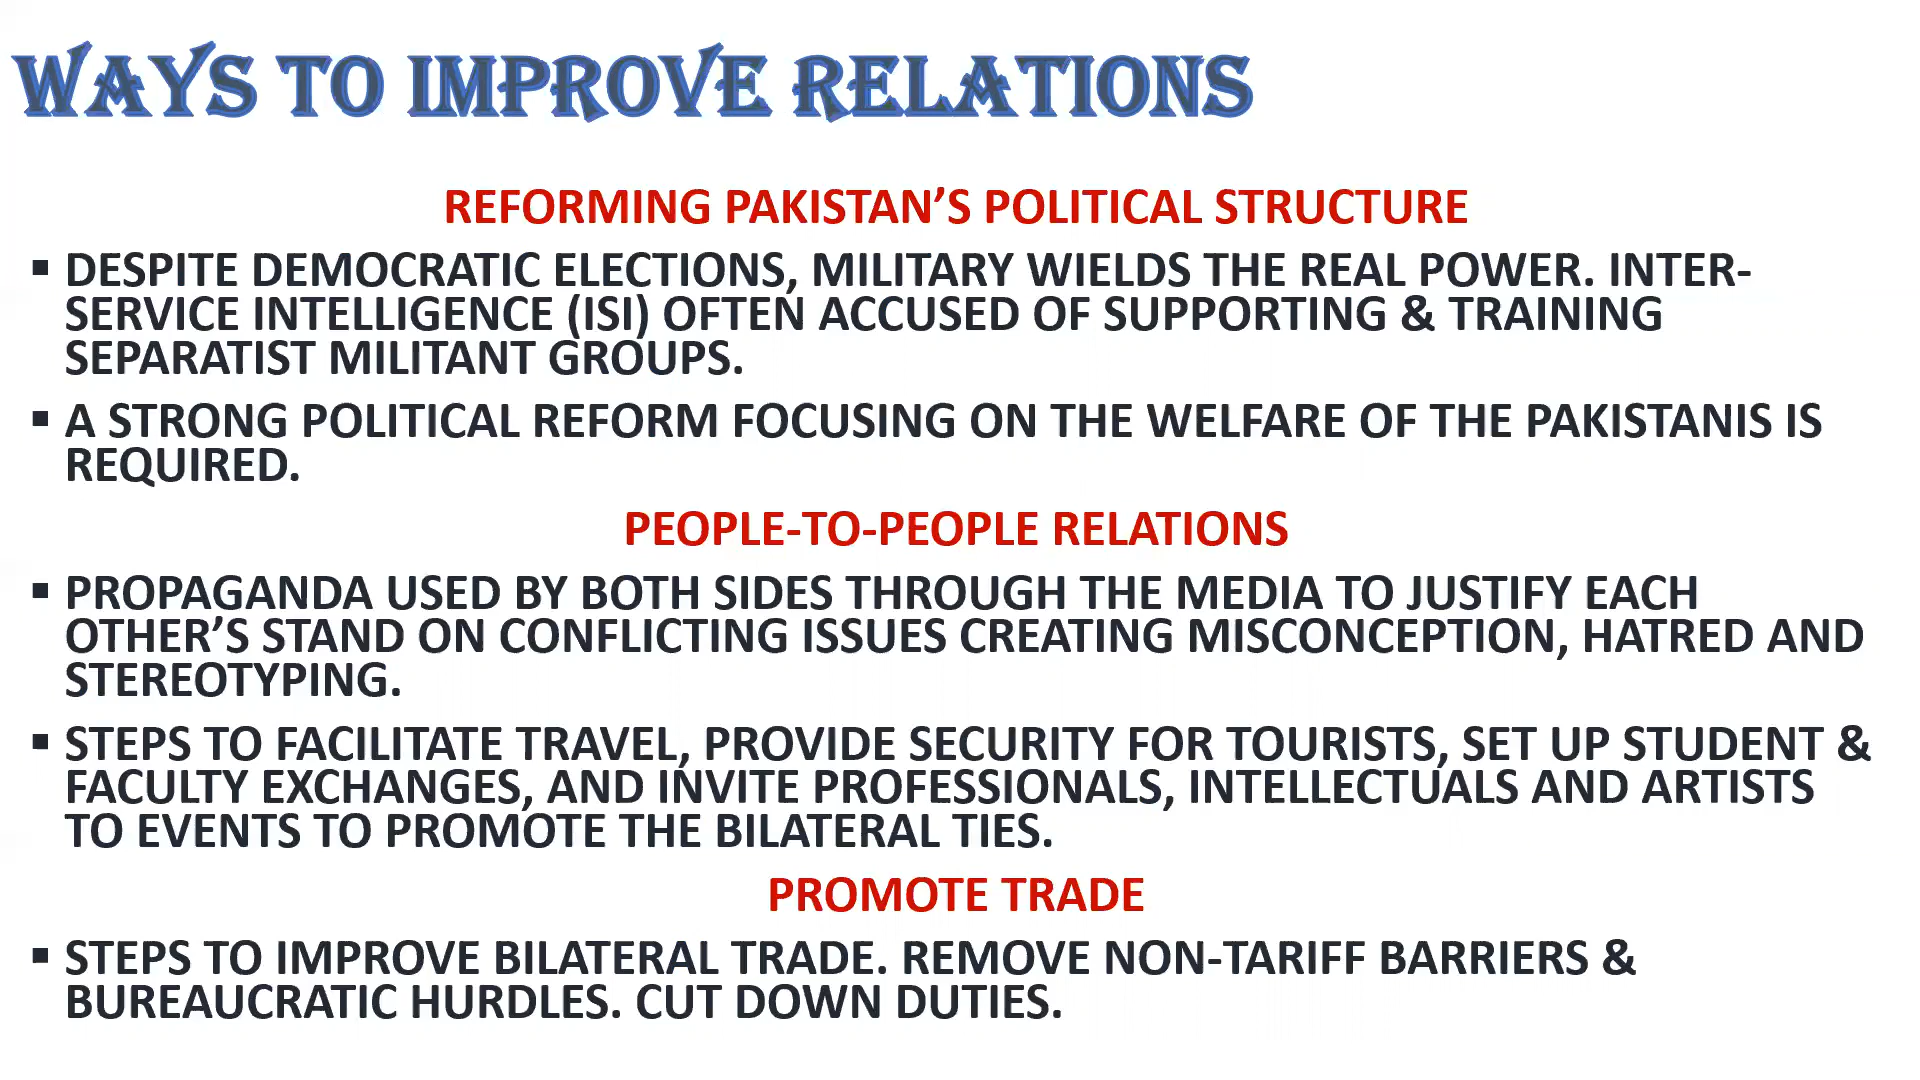 WAYS TO IMPROVE RELATIONS
REFORMING PAKISTAN’S POLITICAL STRUCTURE
▪ DESPITE DEMOCRATIC ELECTIONS, MILITARY WIELDS THE REAL POWER. INTER-
SERVICE INTELLIGENCE (ISI) OFTEN ACCUSED OF SUPPORTING & TRAINING
SEPARATIST MILITANT GROUPS.
▪ A STRONG POLITICAL REFORM FOCUSING ON THE WELFARE OF THE PAKISTANIS IS
REQUIRED.
PEOPLE-TO-PEOPLE RELATIONS
▪ PROPAGANDA USED BY BOTH SIDES THROUGH THE MEDIA TO JUSTIFY EACH
OTHER’S STAND ON CONFLICTING ISSUES CREATING MISCONCEPTION, HATRED AND
STEREOTYPING.
▪ STEPS TO FACILITATE TRAVEL, PROVIDE SECURITY FOR TOURISTS, SET UP STUDENT &
FACULTY EXCHANGES, AND INVITE PROFESSIONALS, INTELLECTUALS AND ARTISTS
TO EVENTS TO PROMOTE THE BILATERAL TIES.
PROMOTE TRADE
▪ STEPS TO IMPROVE BILATERAL TRADE. REMOVE NON-TARIFF BARRIERS &
BUREAUCRATIC HURDLES. CUT DOWN DUTIES.